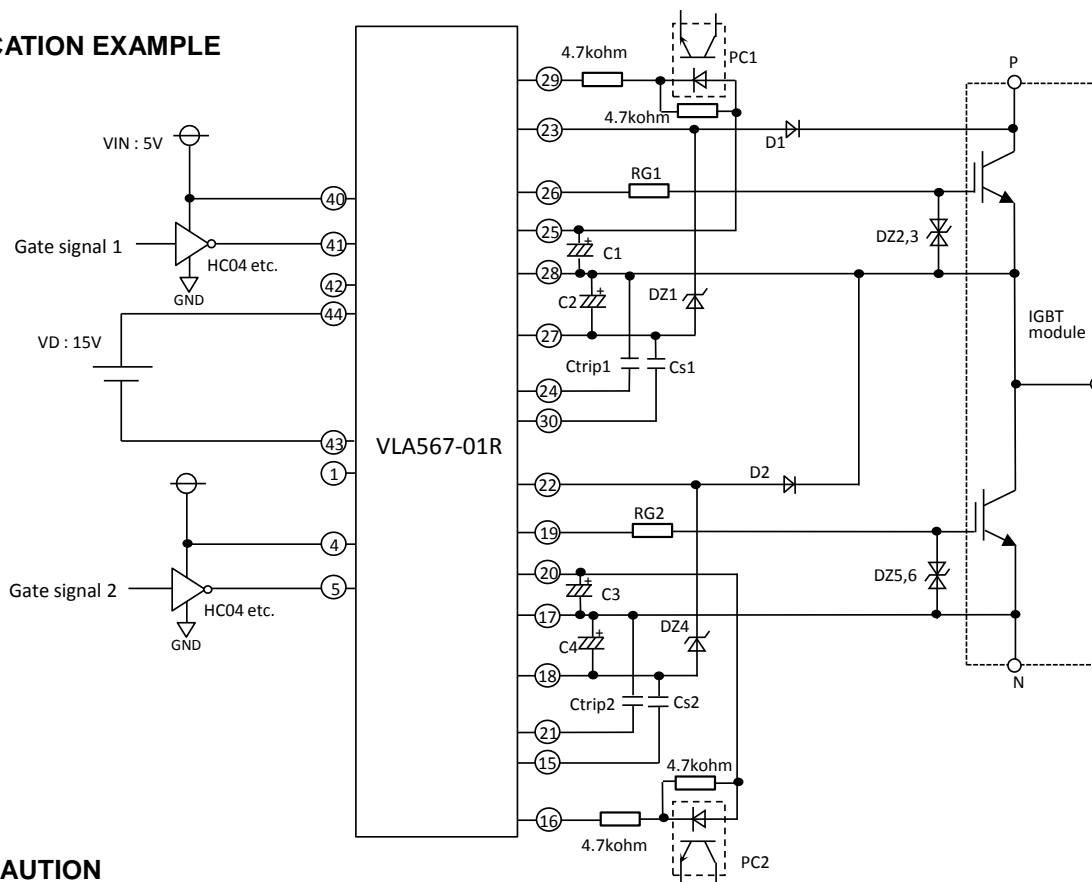 CATION EXAMPLE
VIN : 5V
Gate signal 1
HC04 etc.
GND
VD : 15V
Gate signal 2
HC04 etc.
GND
40
41
42
44
43
1
4
5
VLA567-01R
29
4.7kohm
PC1
4.7kohm
23
D1
26
RG1
25
C1
DZ2,3
28
C2
DZ1
27
Ctrip1
Cs1
24
30
22
D2
19
RG2
20
C3
DZ5,6
17
C4
DZ4
18
Ctrip2
Cs2
21
15
4.7kohm
16
4.7kohm
PC2
P
IGBT
module
N
AUTION